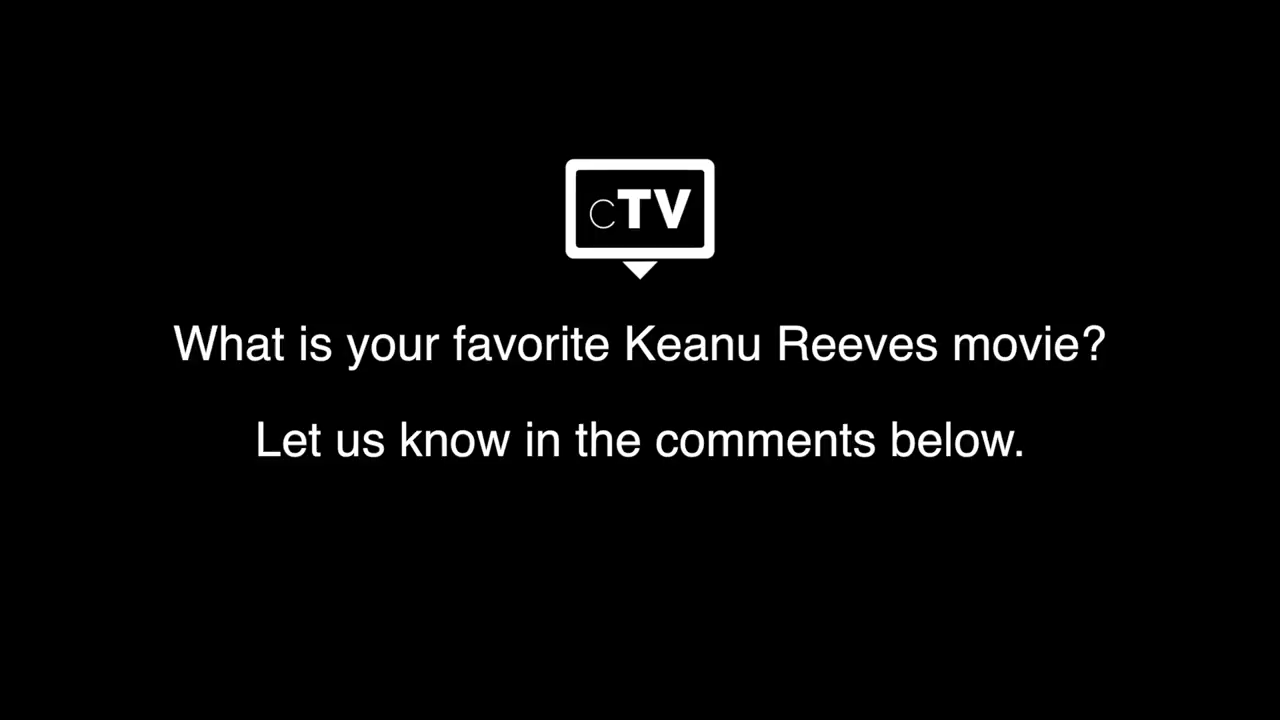 cTV
What is your favorite Keanu Reeves movie?
Let us know in the comments below.